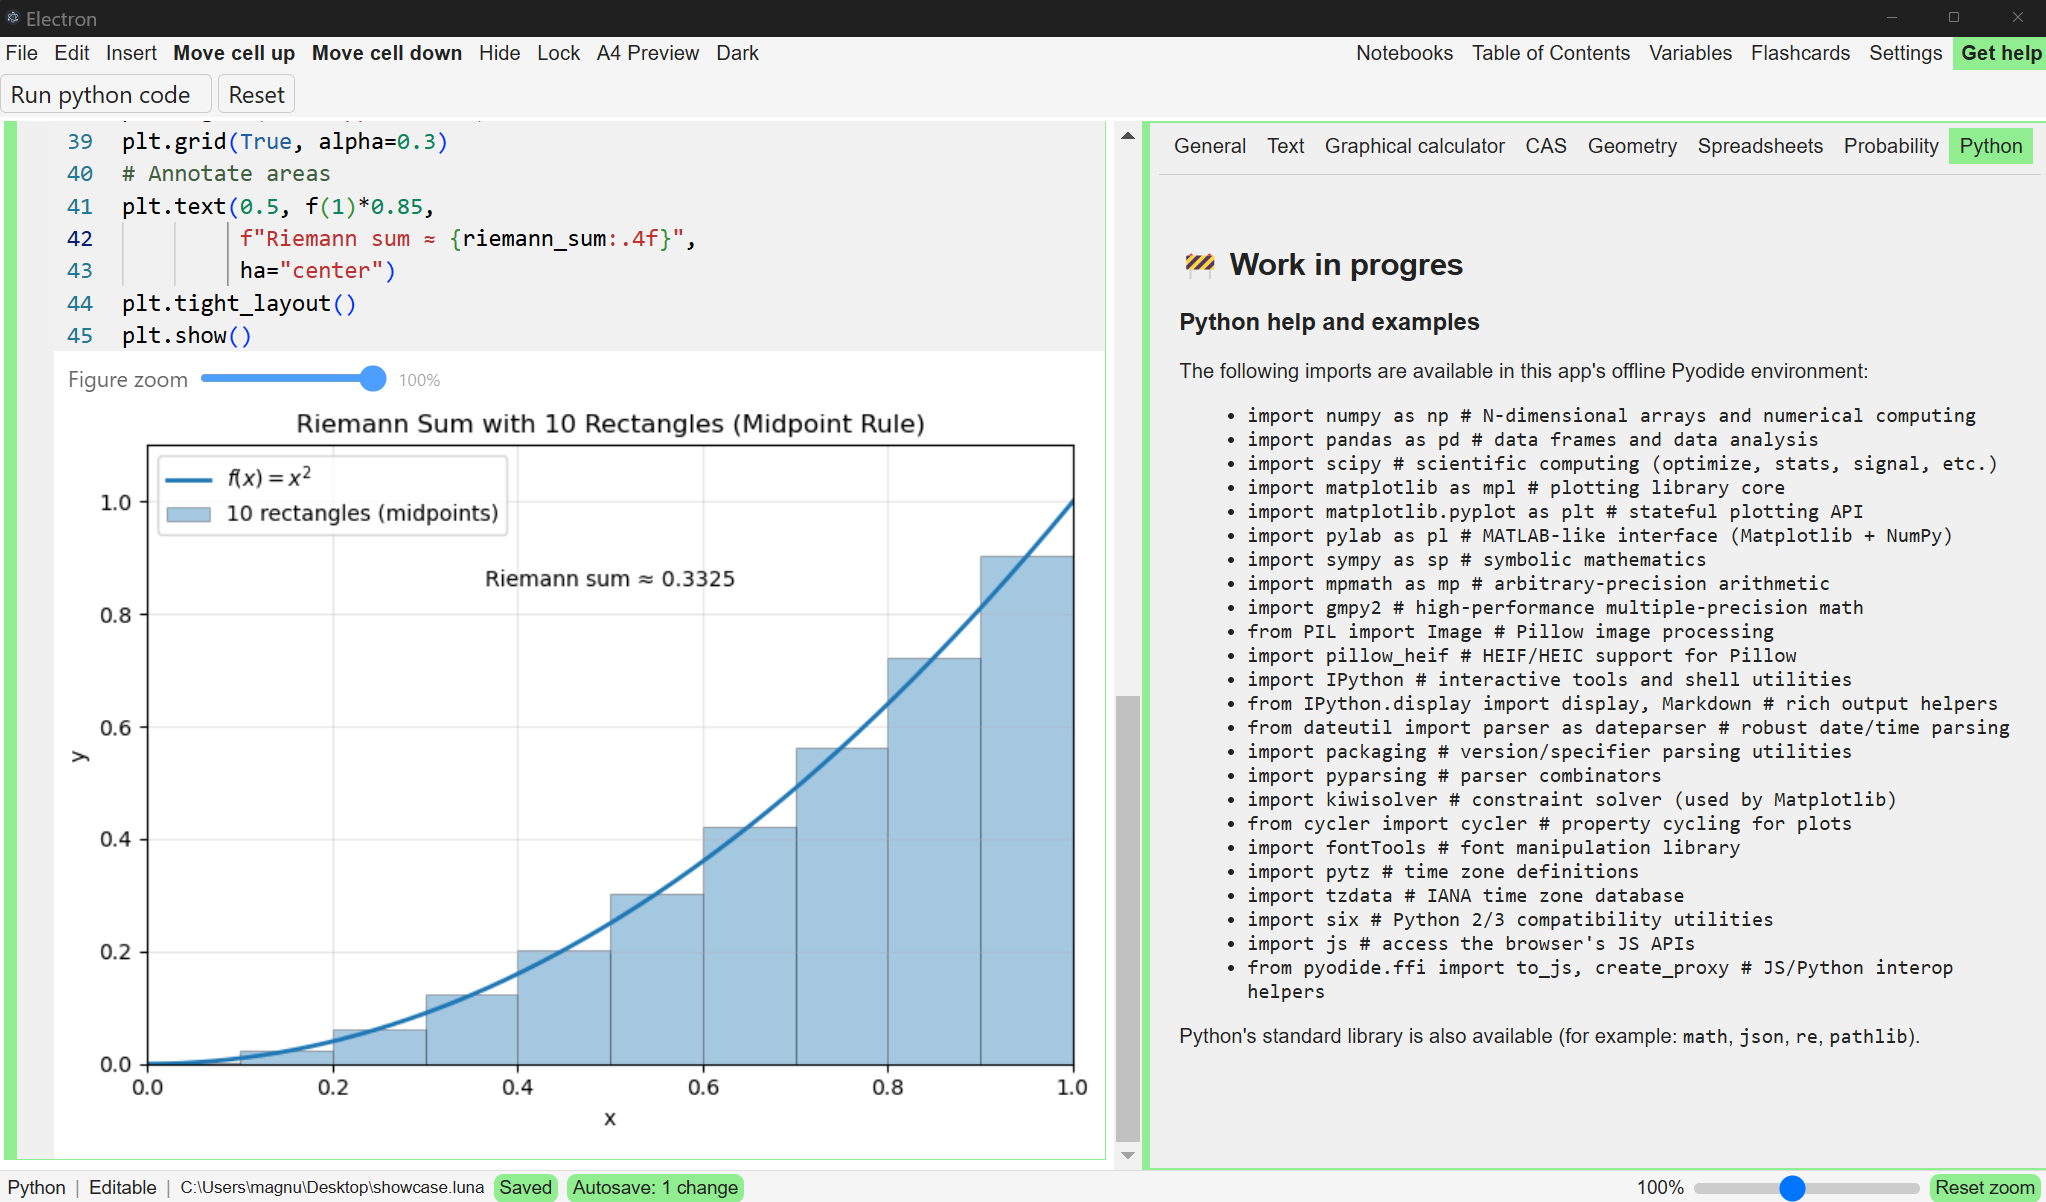 Electron
File Edit Insert Move cell up Move cell down Hide Lock A4 Preview Dark
Notebooks Table of Contents Variables Flashcards Settings Get help
Run python code Reset
39 plt.grid(True, alpha=0.3)
40 # Annotate areas
41 plt.text(0.5, f(1)*0.85,
42 f"Riemann sum ≈ {riemann_sum:.4f}",
43 ha="center")
44 plt.tight_layout()
45 plt.show()
Figure zoom 100%
Riemann Sum with 10 Rectangles (Midpoint Rule)
f(x) = x²
10 rectangles (midpoints)
Riemann sum ≈ 0.3325
1.0
0.8
0.6
0.4
0.2
0.0
y
0.0 0.2 0.4 0.6 0.8 1.0
x
General Text Graphical calculator CAS Geometry Spreadsheets Probability Python
🚧 Work in progres
Python help and examples
The following imports are available in this app's offline Pyodide environment:
• import numpy as np # N-dimensional arrays and numerical computing
• import pandas as pd # data frames and data analysis
• import scipy # scientific computing (optimize, stats, signal, etc.)
• import matplotlib as mpl # plotting library core
• import matplotlib.pyplot as plt # stateful plotting API
• import pylab as pl # MATLAB-like interface (Matplotlib + NumPy)
• import sympy as sp # symbolic mathematics
• import mpmath as mp # arbitrary-precision arithmetic
• import gmpy2 # high-performance multiple-precision math
• from PIL import Image # Pillow image processing
• import pillow_heif # HEIF/HEIC support for Pillow
• import IPython # interactive tools and shell utilities
• from IPython.display import display, Markdown # rich output helpers
• from dateutil import parser as dateparser # robust date/time parsing
• import packaging # version/specifier parsing utilities
• import pyparsing # parser combinators
• import kiwisolver # constraint solver (used by Matplotlib)
• from cycler import cycler # property cycling for plots
• import fontTools # font manipulation library
• import pytz # time zone definitions
• import tzdata # IANA time zone database
• import six # Python 2/3 compatibility utilities
• import js # access the browser's JS APIs
• from pyodide.ffi import to_js, create_proxy # JS/Python interop
helpers
Python's standard library is also available (for example: math, json, re, pathlib).
Python | Editable | C:\Users\magnu\Desktop\showcase.luna Saved Autosave: 1 change
100% Reset zoom